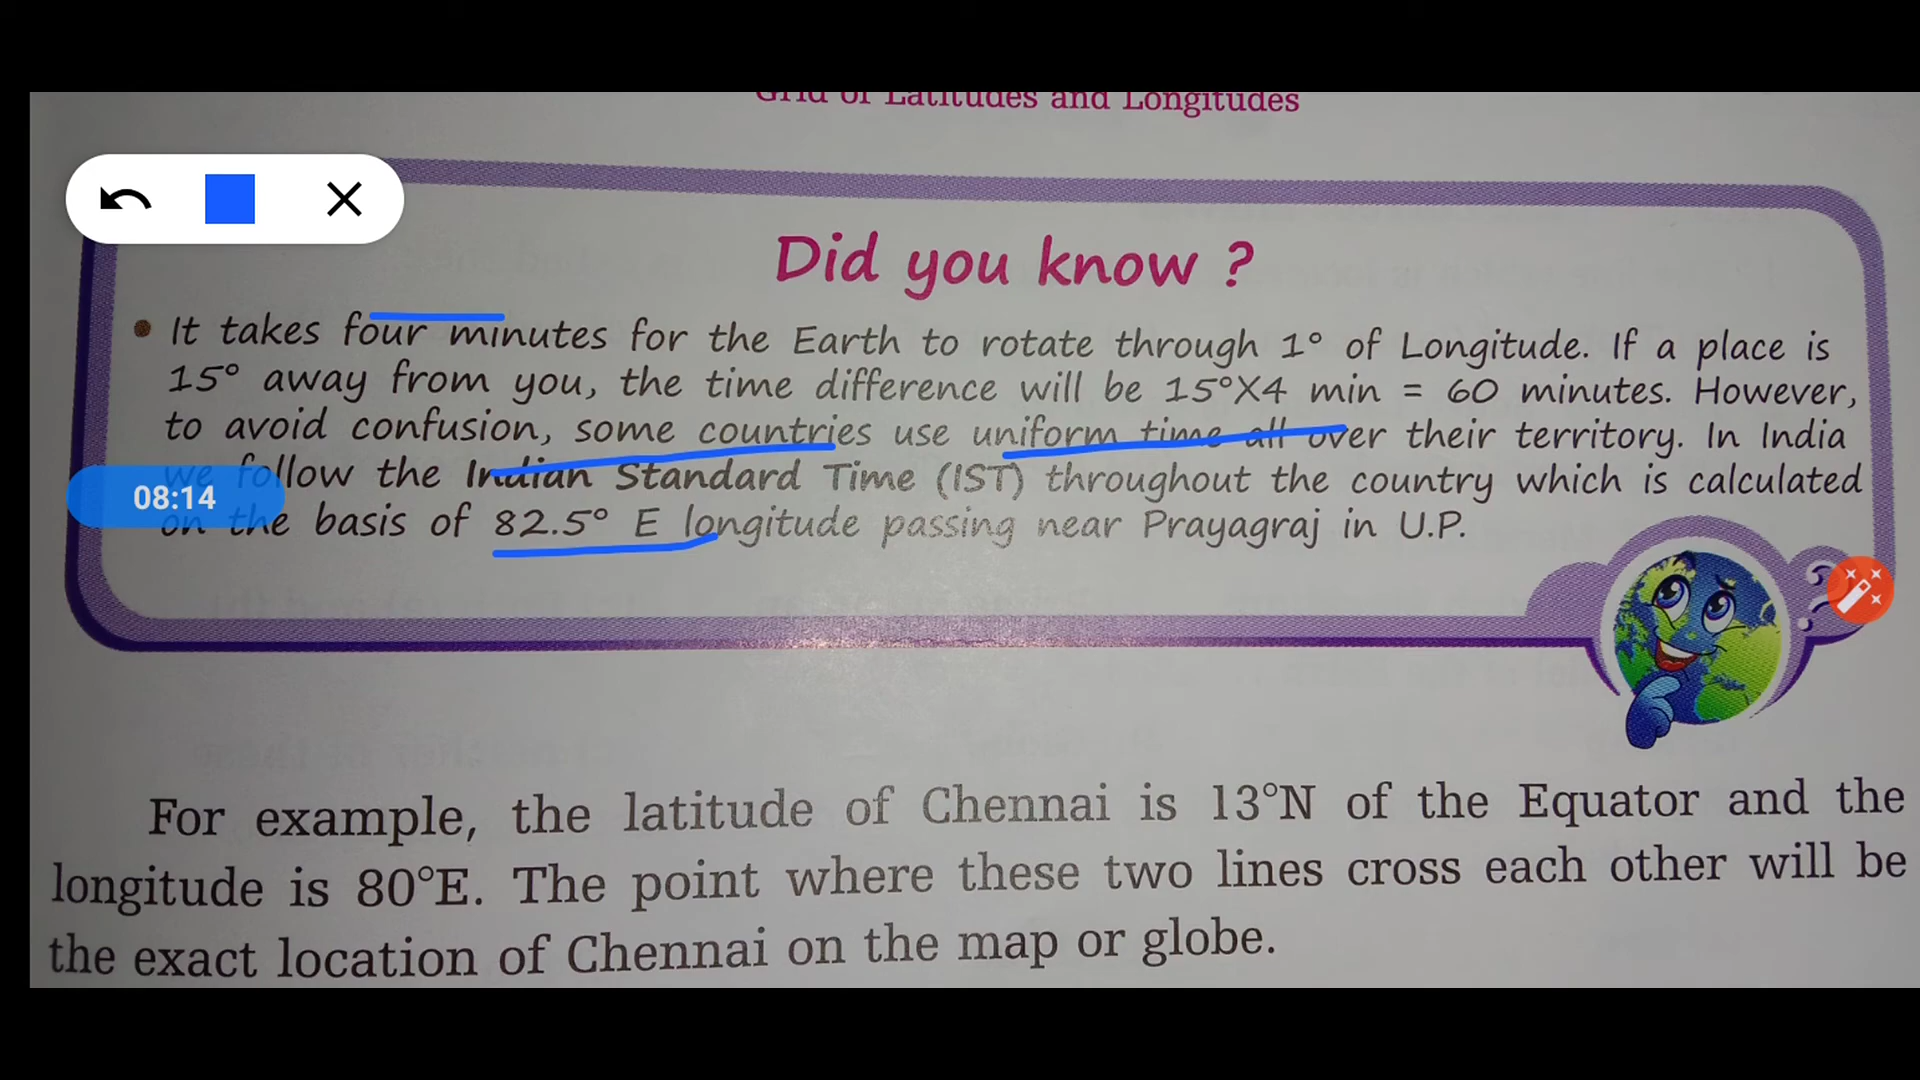 Grid of Latitudes and Longitudes
Did you know ?
It takes four minutes for the Earth to rotate through 1° of Longitude. If a place is
15° away from you, the time difference will be 15°X4 min = 60 minutes. However,
to avoid confusion, some countries use uniform time all over their territory. In India
we follow the Indian Standard Time (IST) throughout the country which is calculated
08:14
on the basis of 82.5° E longitude passing near Prayagraj in U.P.
For example, the latitude of Chennai is 13°N of the Equator and the
longitude is 80°E. The point where these two lines cross each other will be
the exact location of Chennai on the map or globe.